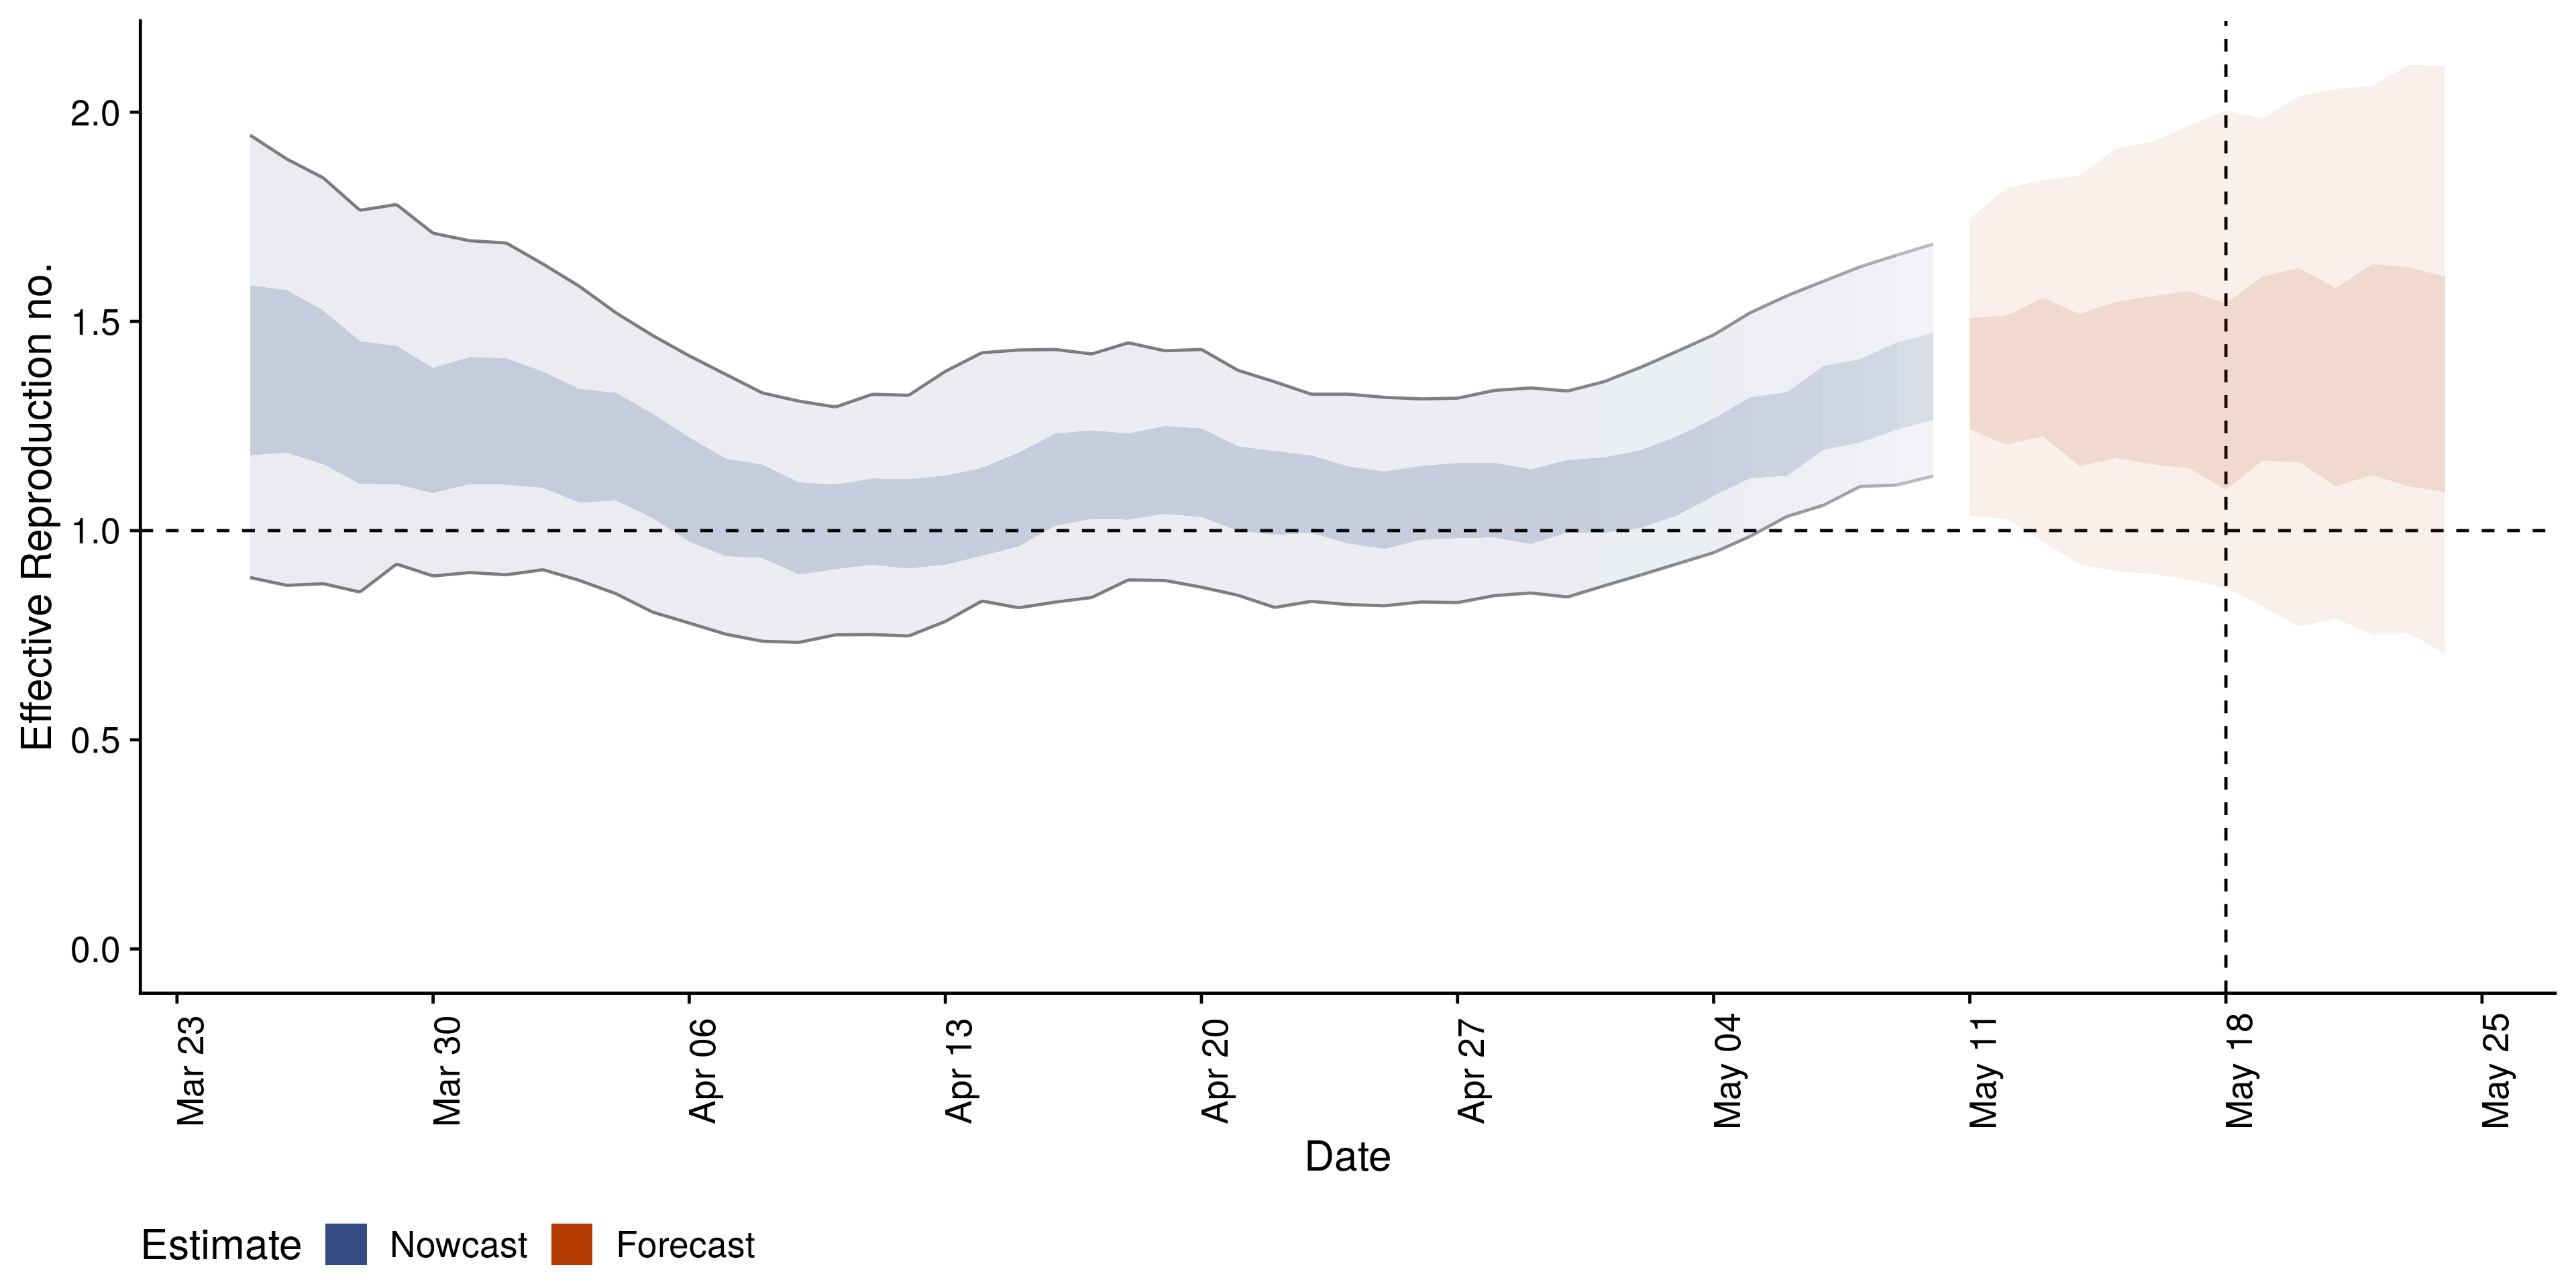 Effective Reproduction no.
2.0
1.5
1.0
0.5
0.0
Mar 23
Mar 30
Apr 06
Apr 13
Apr 20
Apr 27
May 04
May 11
May 18
May 25
Date
Estimate Nowcast Forecast